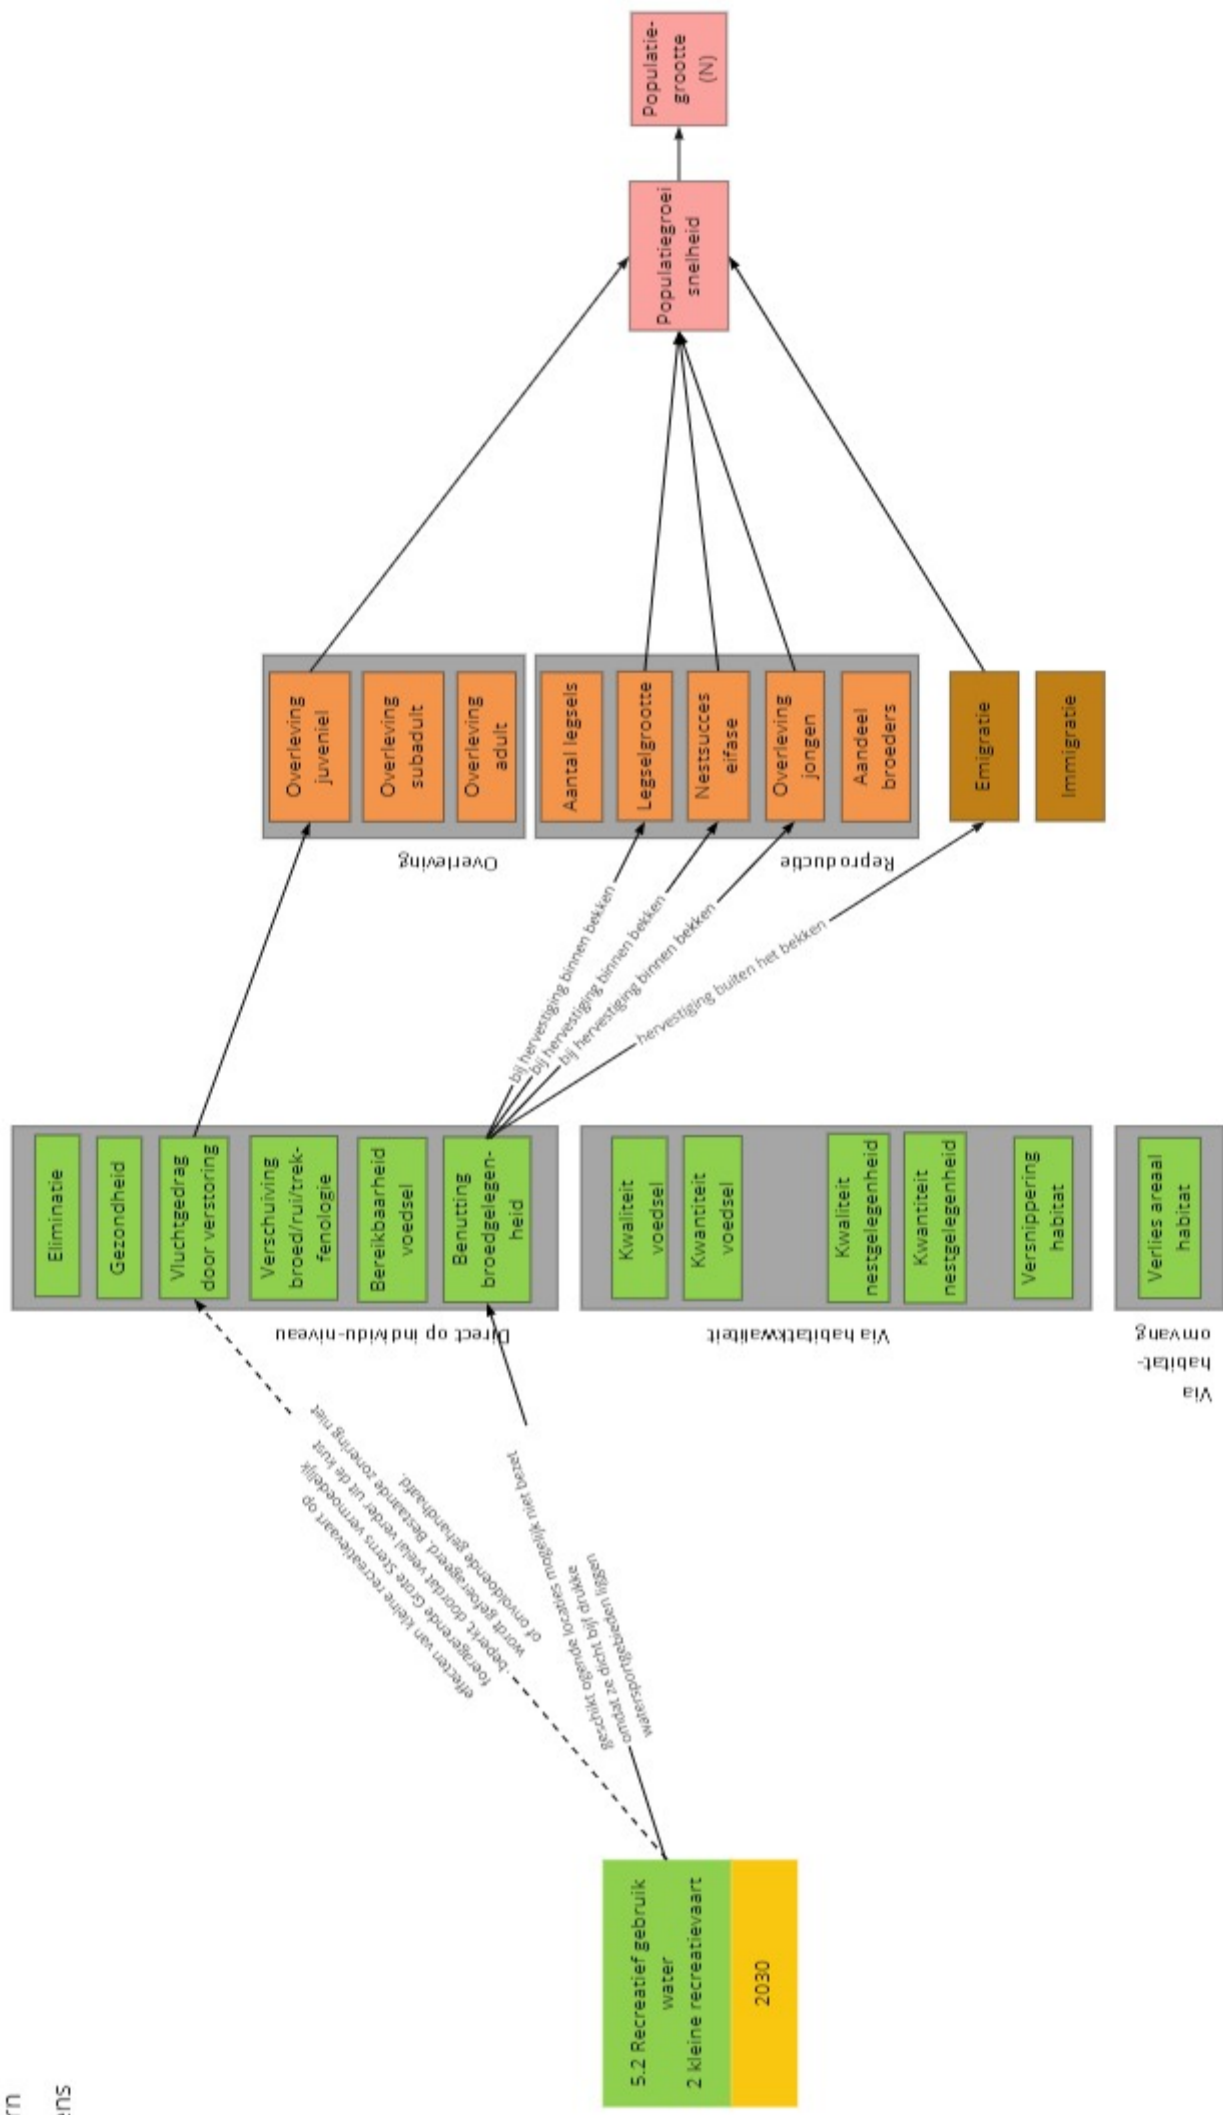 rn
ens
5.2 Recreatief gebruik
water
2 kleine recreatievaart
2030
effecten van kleine recreatievaart op
foeragerende Grote Sterns vermoedelijk
beperkt, doordat veelal verder uit de kust
wordt gefoerageerd. Bestaande zonering niet
of onvoldoende gehandhaafd.
geschikt ogende locaties mogelijk niet bezet
omdat ze dicht bijf drukke
watersportgebieden liggen
Direct op individu-niveau
Eliminatie
Gezondheid
Vluchtgedrag
door verstoring
Verschuiving
broed/rui/trek-
fenologie
Bereikbaarheid
voedsel
Benutting
broedgelegen-
heid
Via habitatkwaliteit
Kwaliteit
voedsel
Kwantiteit
voedsel
Kwaliteit
nestgelegenheid
Kwantiteit
nestgelegenheid
Versnippering
habitat
Via
habitat-
omvang
Verlies areaal
habitat
bij hervestiging binnen bekken
bij hervestiging binnen bekken
bij hervestiging binnen bekken
hervestiging buiten het bekken
Overleving
Overleving
juveniel
Overleving
subadult
Overleving
adult
Reproductie
Aantal legsels
Legselgrootte
Nestsucces
eifase
Overleving
jongen
Aandeel
broeders
Emigratie
Immigratie
Populatiegroei
snelheid
Populatie-
grootte
(N)